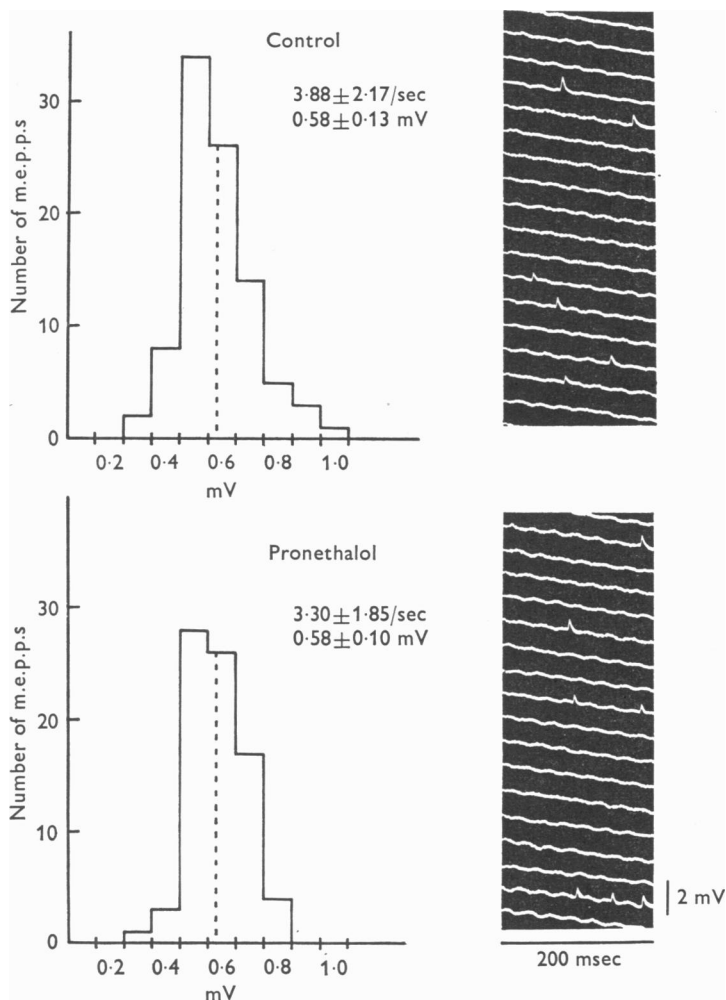 Control
3·88±2·17/sec
0·58±0·13 mV
Number of m.e.p.p.s
30
20
10
0
0·2 0·4 0·6 0·8 1·0
mV
Pronethalol
3·30±1·85/sec
0·58±0·10 mV
Number of m.e.p.p.s
30
20
10
0
0·2 0·4 0·6 0·8 1·0
mV
2 mV
200 msec